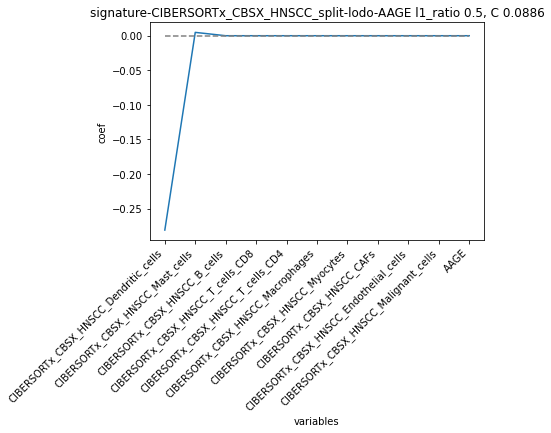 signature-CIBERSORTx_CBSX_HNSCC_split-lodo-AAGE l1_ratio 0.5, C 0.0886
0.00
−0.05
−0.10
−0.15
−0.20
−0.25
coef
CIBERSORTx_CBSX_HNSCC_Dendritic_cells
CIBERSORTx_CBSX_HNSCC_Mast_cells
CIBERSORTx_CBSX_HNSCC_B_cells
CIBERSORTx_CBSX_HNSCC_T_cells_CD8
CIBERSORTx_CBSX_HNSCC_T_cells_CD4
CIBERSORTx_CBSX_HNSCC_Macrophages
CIBERSORTx_CBSX_HNSCC_Myocytes
CIBERSORTx_CBSX_HNSCC_CAFs
CIBERSORTx_CBSX_HNSCC_Endothelial_cells
CIBERSORTx_CBSX_HNSCC_Malignant_cells
AAGE
variables